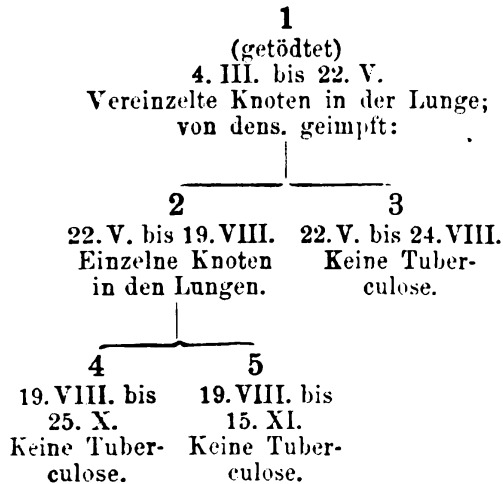 1
(getödtet)
4. III. bis 22. V.
Vereinzelte Knoten in der Lunge;
von dens. geimpft:
2
22. V. bis 19. VIII.
Einzelne Knoten
in den Lungen.
3
22. V. bis 24. VIII.
Keine Tuber-
culose.
4
19. VIII. bis
25. X.
Keine Tuber-
culose.
5
19. VIII. bis
15. XI.
Keine Tuber-
culose.